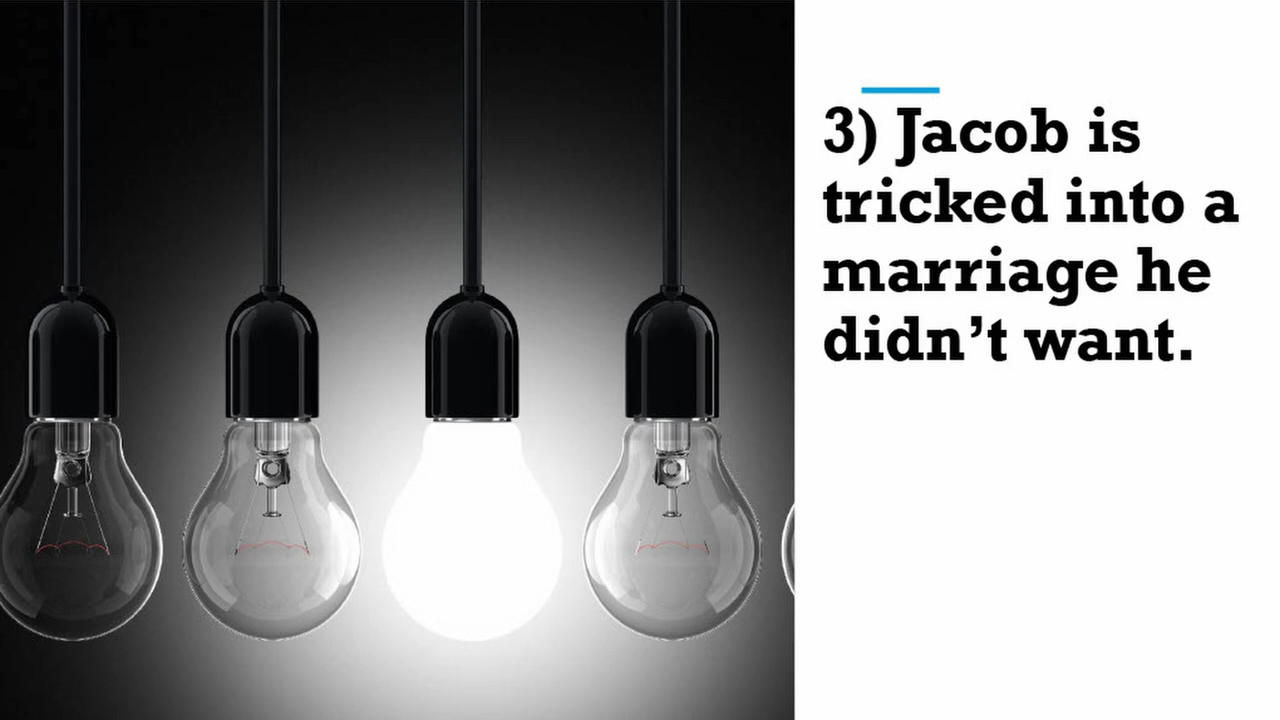 3) Jacob is
tricked into a
marriage he
didn’t want.